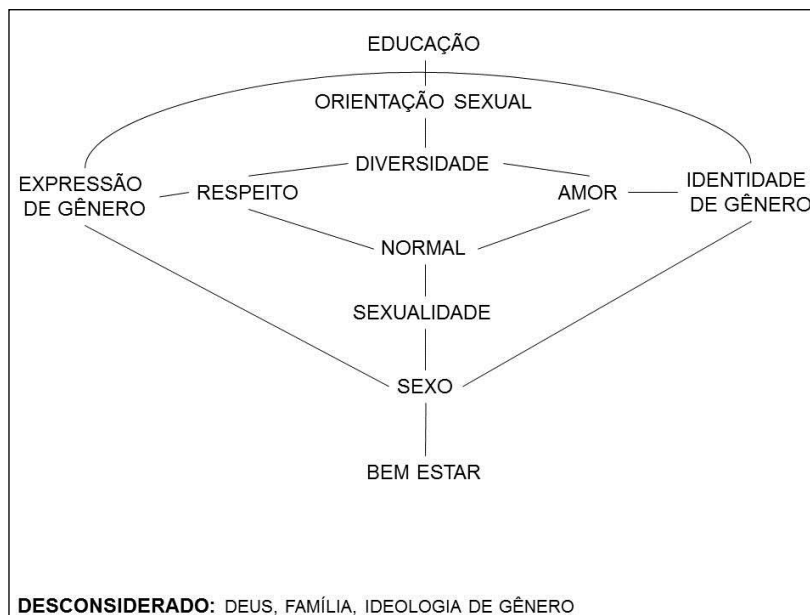 EDUCAÇÃO
ORIENTAÇÃO SEXUAL
DIVERSIDADE
EXPRESSÃO
DE GÊNERO
RESPEITO
AMOR
IDENTIDADE
DE GÊNERO
NORMAL
SEXUALIDADE
SEXO
BEM ESTAR
DESCONSIDERADO: DEUS, FAMÍLIA, IDEOLOGIA DE GÊNERO